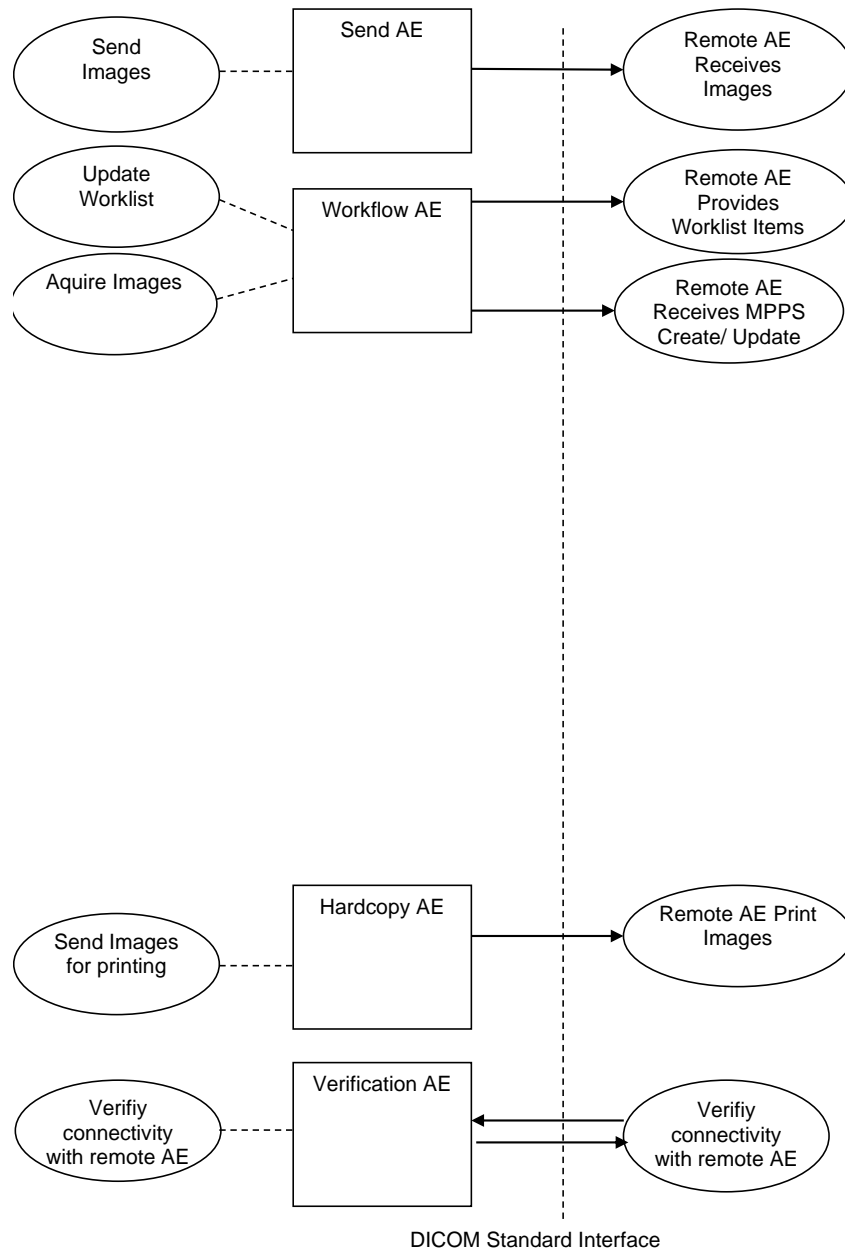 Send
Images
Send AE
Remote AE
Receives
Images
Update
Worklist
Workflow AE
Remote AE
Provides
Worklist Items
Aquire Images
Remote AE
Receives MPPS
Create/ Update
Hardcopy AE
Send Images
for printing
Remote AE Print
Images
Verification AE
Verifiy
connectivity
with remote AE
Verifiy
connectivity
with remote AE
DICOM Standard Interface